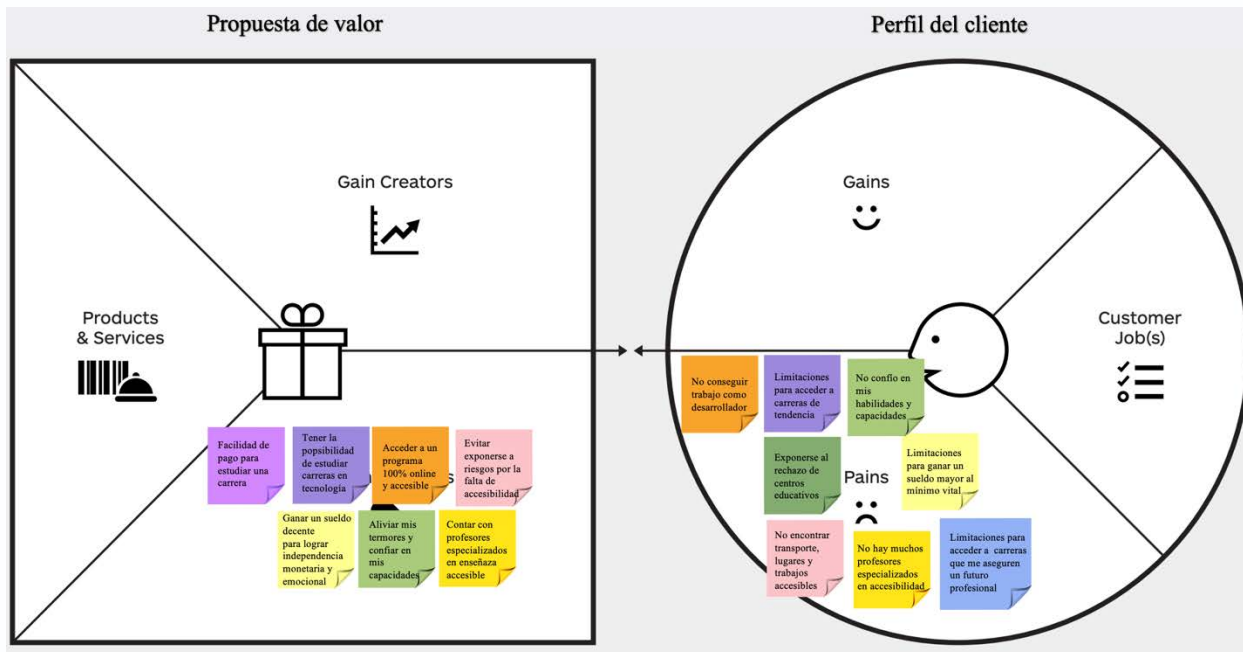 Propuesta de valor
Perfil del cliente
Gain Creators
Products
& Services
Gains
Customer
Job(s)
Pains
Facilidad de
pago para
estudiar una
carrera
Tener la
popsibilidad
de estudiar
carreras en
tecnología
Acceder a un
programa
100% online
y accesible
Evitar
exponerse a
riesgos por la
falta de
accesibilidad
Ganar un sueldo
decente
para lograr
independencia
monetaria y
emocional
Aliviar mis
termores y
confiar en
mis
capacidades
Contar con
profesores
especializados
en enseñaza
accesible
No conseguir
trabajo como
desarrollador
Limitaciones
para acceder a
carreras de
tendencia
No confío en
mis
habilidades y
capacidades
Exponerse al
rechazo de
centros
educativos
Limitaciones
para ganar un
sueldo mayor al
mínimo vital
No encontrar
transporte,
lugares y
trabajos
accesibles
No hay muchos
profesores
especializados
en accesibilidad
Limitaciones para
acceder a carreras
que me aseguren
un futuro
profesional